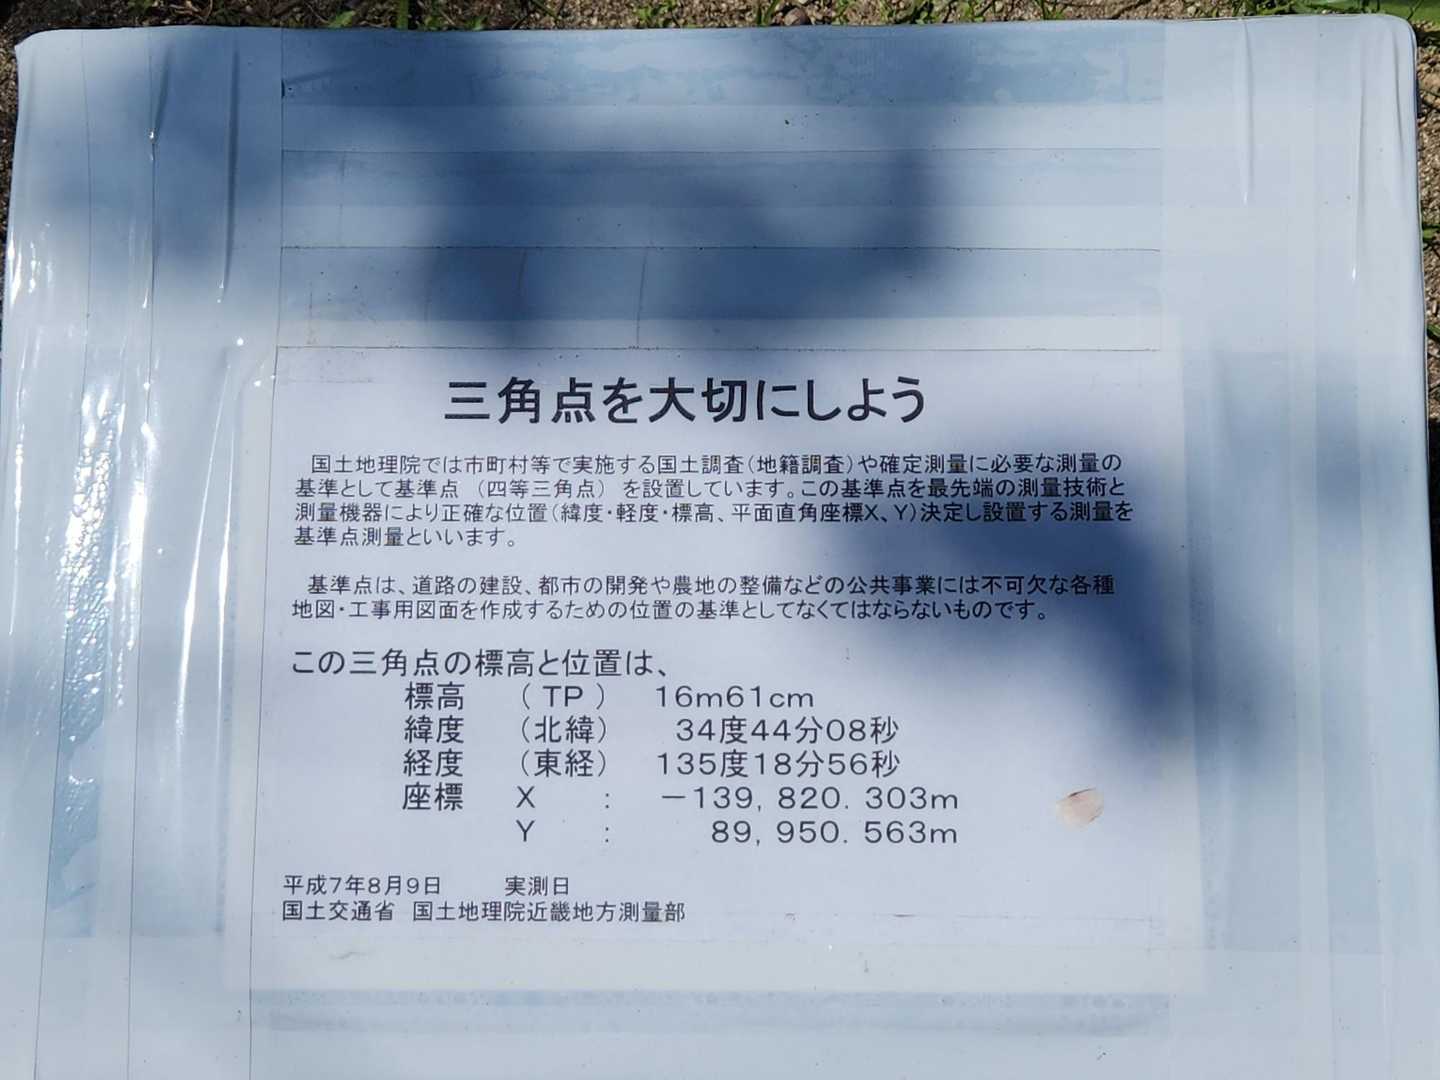 三角点を大切にしよう
国土地理院では市町村等で実施する国土調査(地籍調査)や確定測量に必要な測量の
基準として基準点 (四等三角点) を設置しています。この基準点を最先端の測量技術と
測量機器により正確な位置(緯度・軽度・標高、平面直角座標X、Y)決定し設置する測量を
基準点測量といいます。
基準点は、道路の建設、都市の開発や農地の整備などの公共事業には不可欠な各種
地図・工事用図面を作成するための位置の基準としてなくてはならないものです。
この三角点の標高と位置は、
標高 (TP) 16m61cm
緯度 (北緯) 34度44分08秒
経度 (東経) 135度18分56秒
座標 X : －139, 820. 303m
Y : 89, 950. 563m
平成7年8月9日 実測日
国土交通省 国土地理院近畿地方測量部